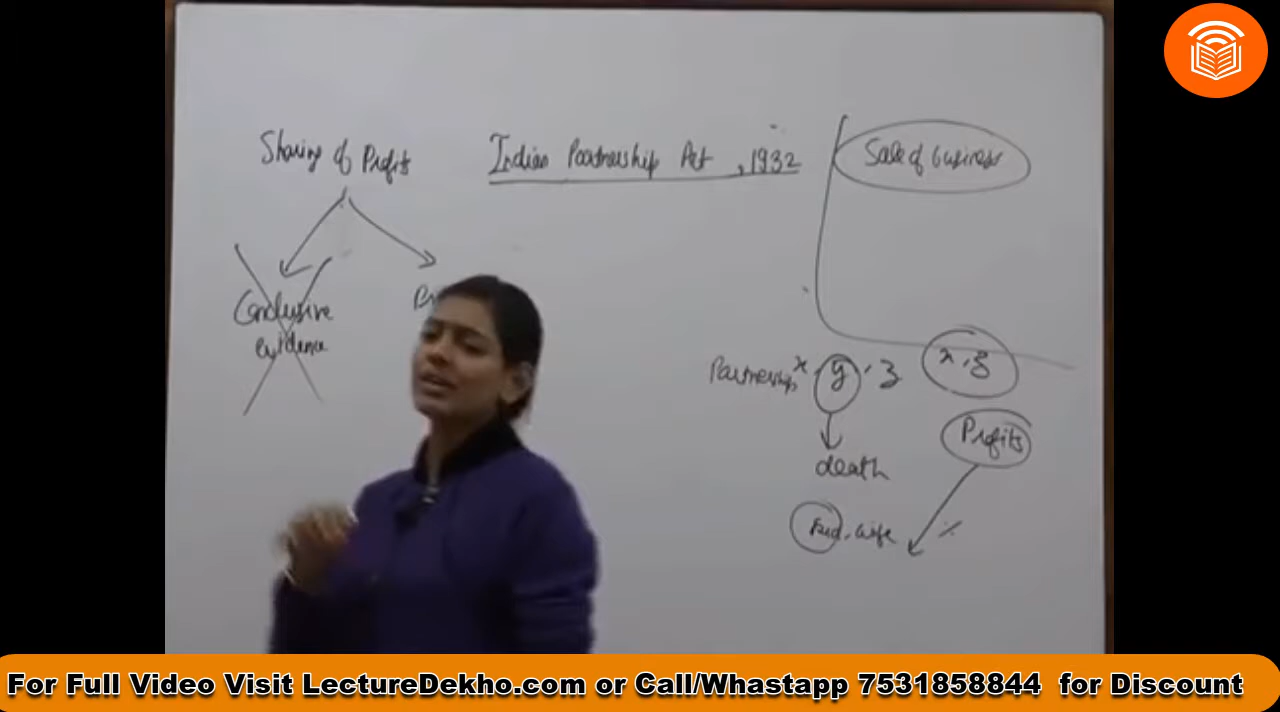 Sharing of Profits
Indian Partnership Act, 1932
Sale of business
Conclusive
evidence
Partnership x, y, z
x, z
Profits
death
wife
%
For Full Video Visit LectureDekho.com or Call/Whastapp 7531858844 for Discount